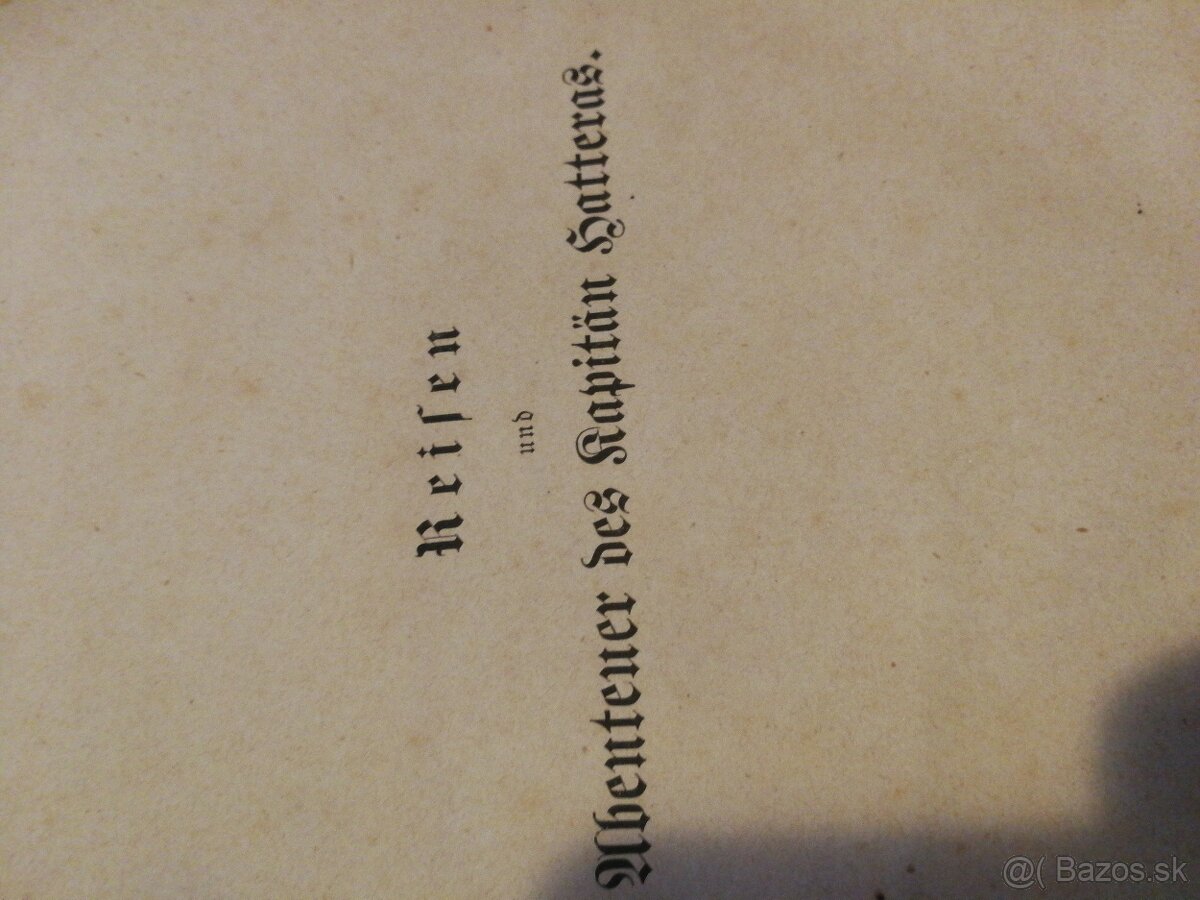 Reiſen
und
Abenteuer des Kapitän Hatteras.
@( Bazos.sk